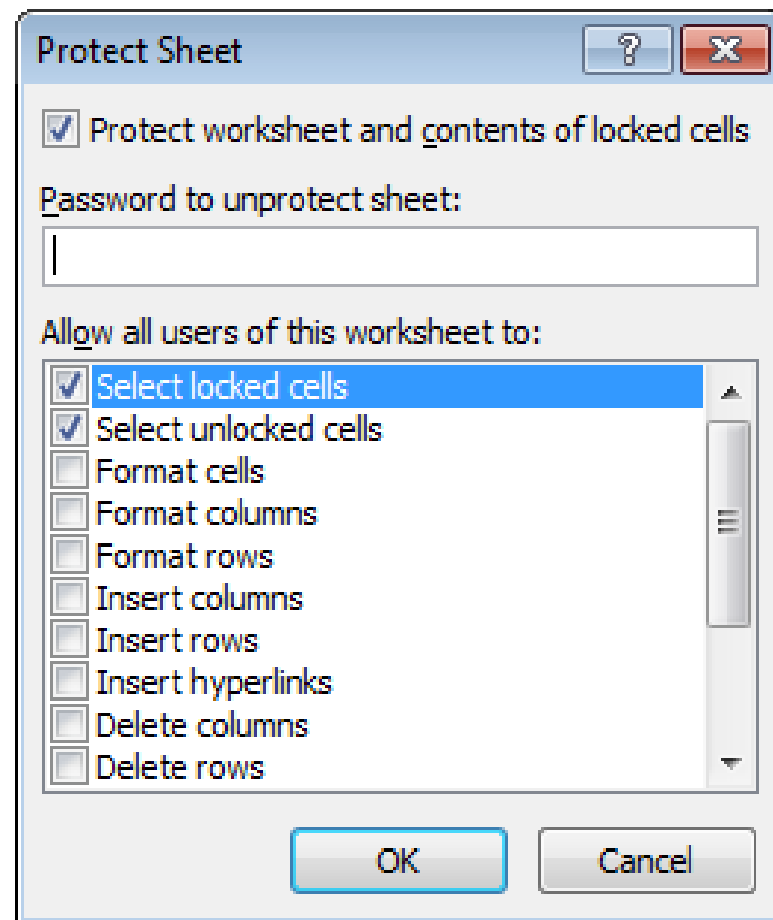 Protect Sheet
Protect worksheet and contents of locked cells
Password to unprotect sheet:
Allow all users of this worksheet to:
Select locked cells
Select unlocked cells
Format cells
Format columns
Format rows
Insert columns
Insert rows
Insert hyperlinks
Delete columns
Delete rows
OK Cancel